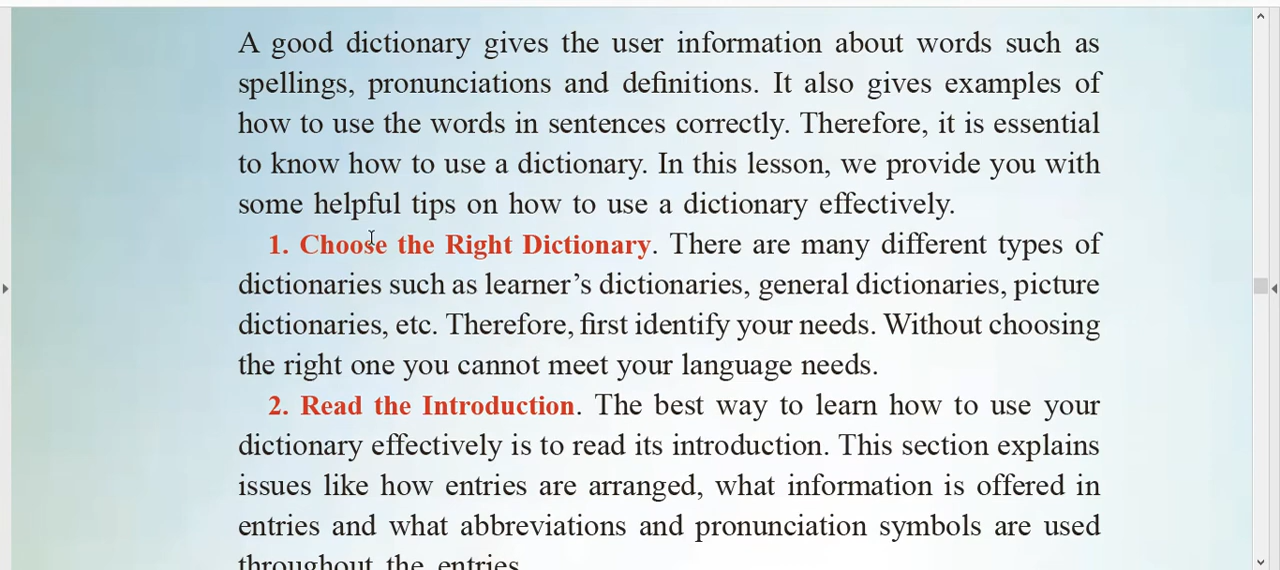 A good dictionary gives the user information about words such as
spellings, pronunciations and definitions. It also gives examples of
how to use the words in sentences correctly. Therefore, it is essential
to know how to use a dictionary. In this lesson, we provide you with
some helpful tips on how to use a dictionary effectively.
1. Choose the Right Dictionary. There are many different types of
dictionaries such as learner’s dictionaries, general dictionaries, picture
dictionaries, etc. Therefore, first identify your needs. Without choosing
the right one you cannot meet your language needs.
2. Read the Introduction. The best way to learn how to use your
dictionary effectively is to read its introduction. This section explains
issues like how entries are arranged, what information is offered in
entries and what abbreviations and pronunciation symbols are used
throughout the entries.